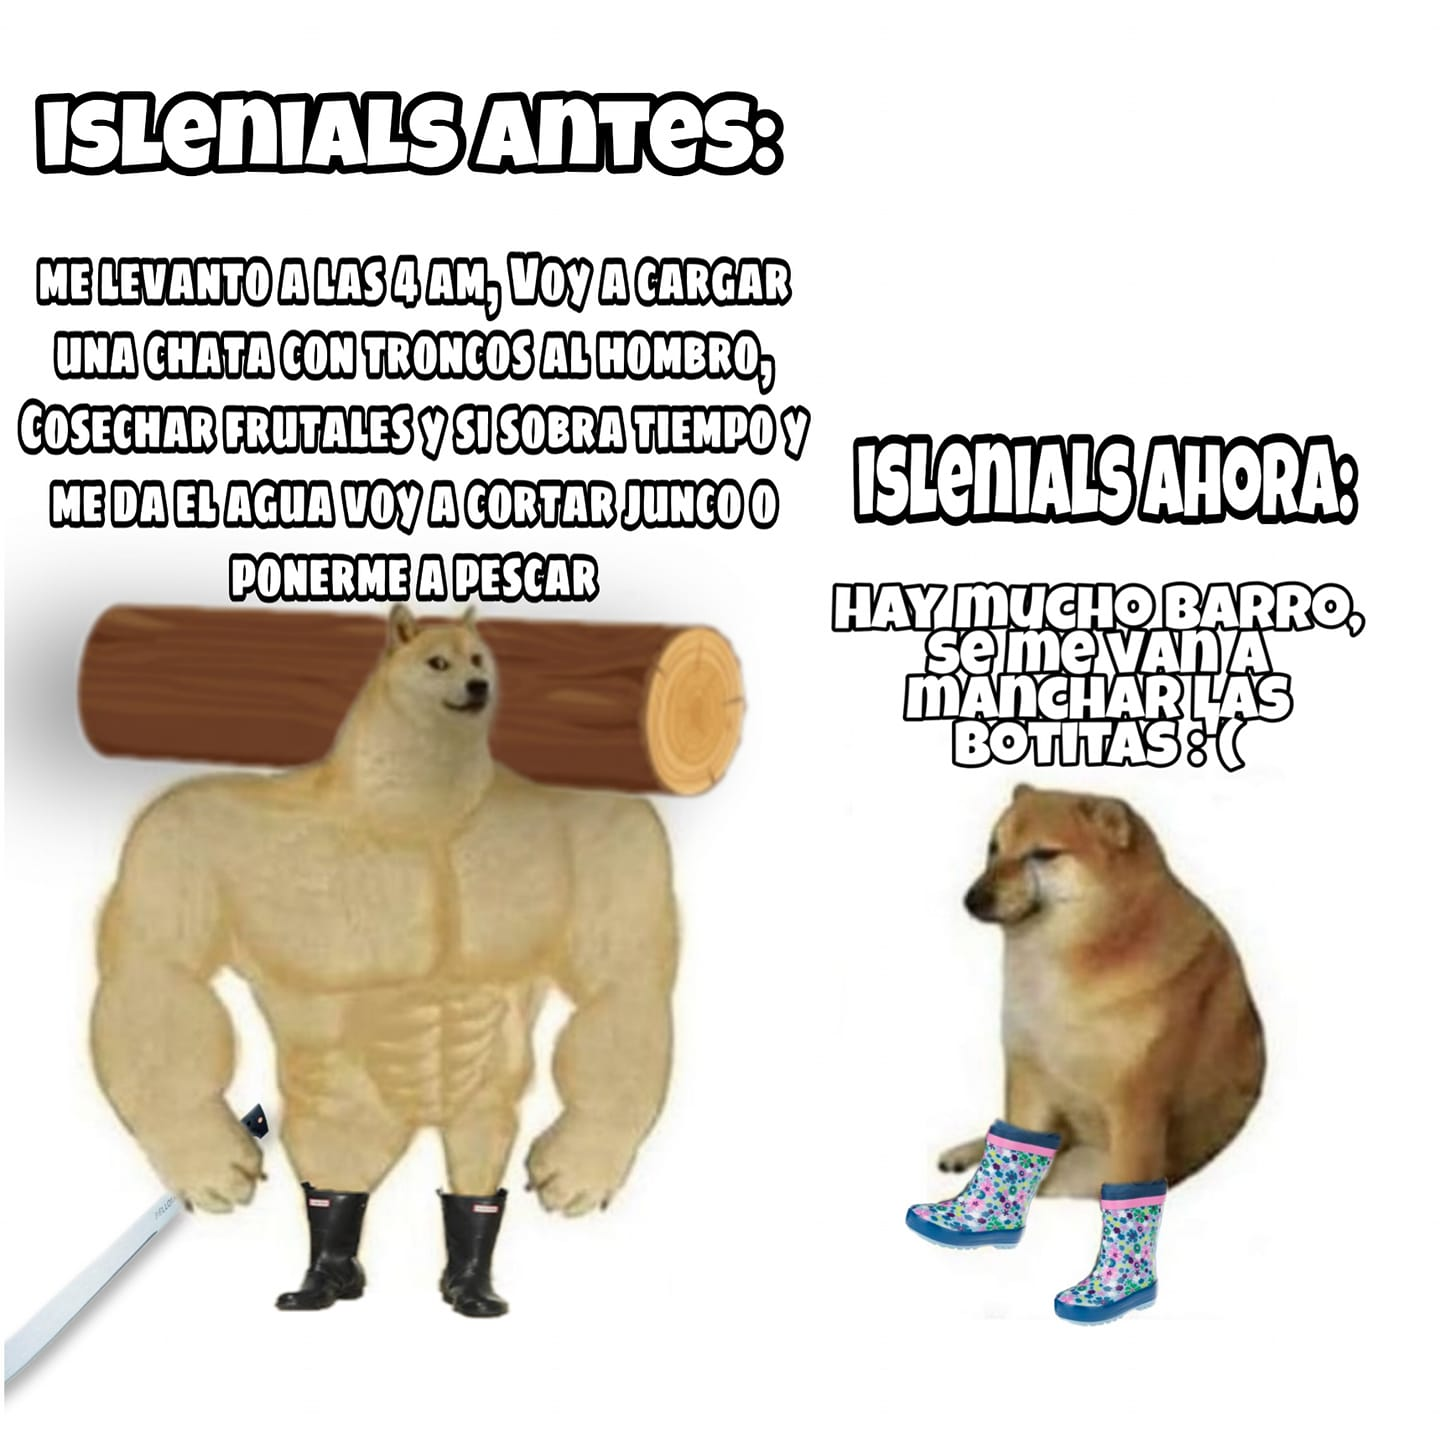 ISLENIALS ANTES:
ME LEVANTO A LAS 4 AM, VOY A CARGAR
UNA CHATA CON TRONCOS AL HOMBRO,
COSECHAR FRUTALES Y SI SOBRA TIEMPO Y
ME DA EL AGUA VOY A CORTAR JUNCO O
PONERME A PESCAR
ISLENIALS AHORA:
HAY MUCHO BARRO,
SE ME VAN A
MANCHAR LAS
BOTITAS :(